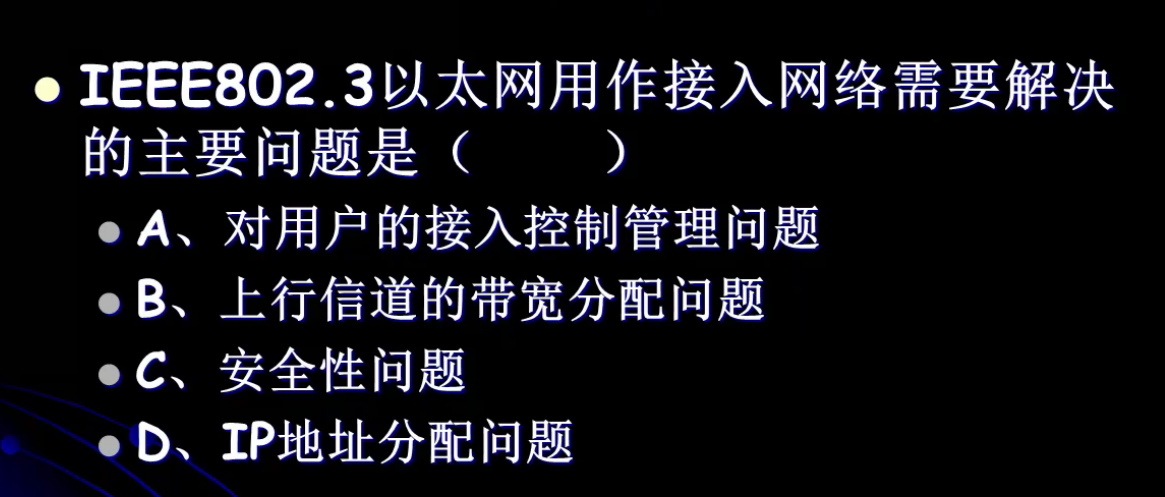 IEEE802.3以太网用作接入网络需要解决
的主要问题是（　　）
A、对用户的接入控制管理问题
B、上行信道的带宽分配问题
C、安全性问题
D、IP地址分配问题